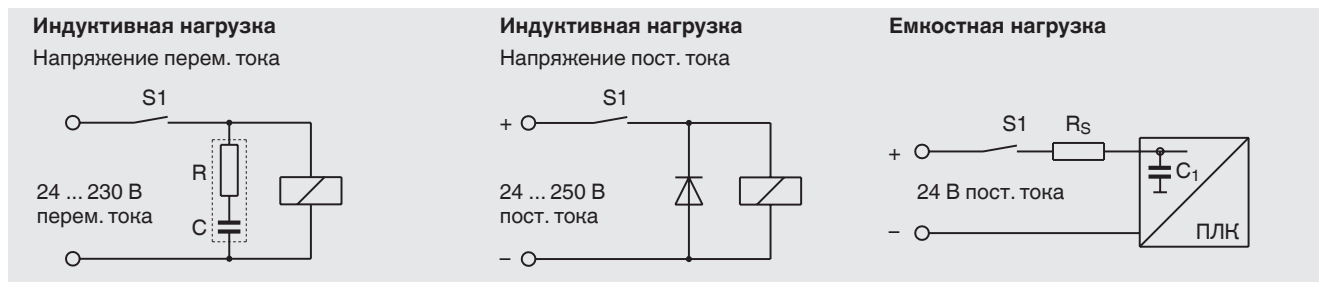 Индуктивная нагрузка
Напряжение перем. тока
S1
R
24 ... 230 В
перем. тока
C
Индуктивная нагрузка
Напряжение пост. тока
S1
+
24 ... 250 В
пост. тока
–
Емкостная нагрузка
S1
RS
+
C1
24 В пост. тока
–
ПЛК